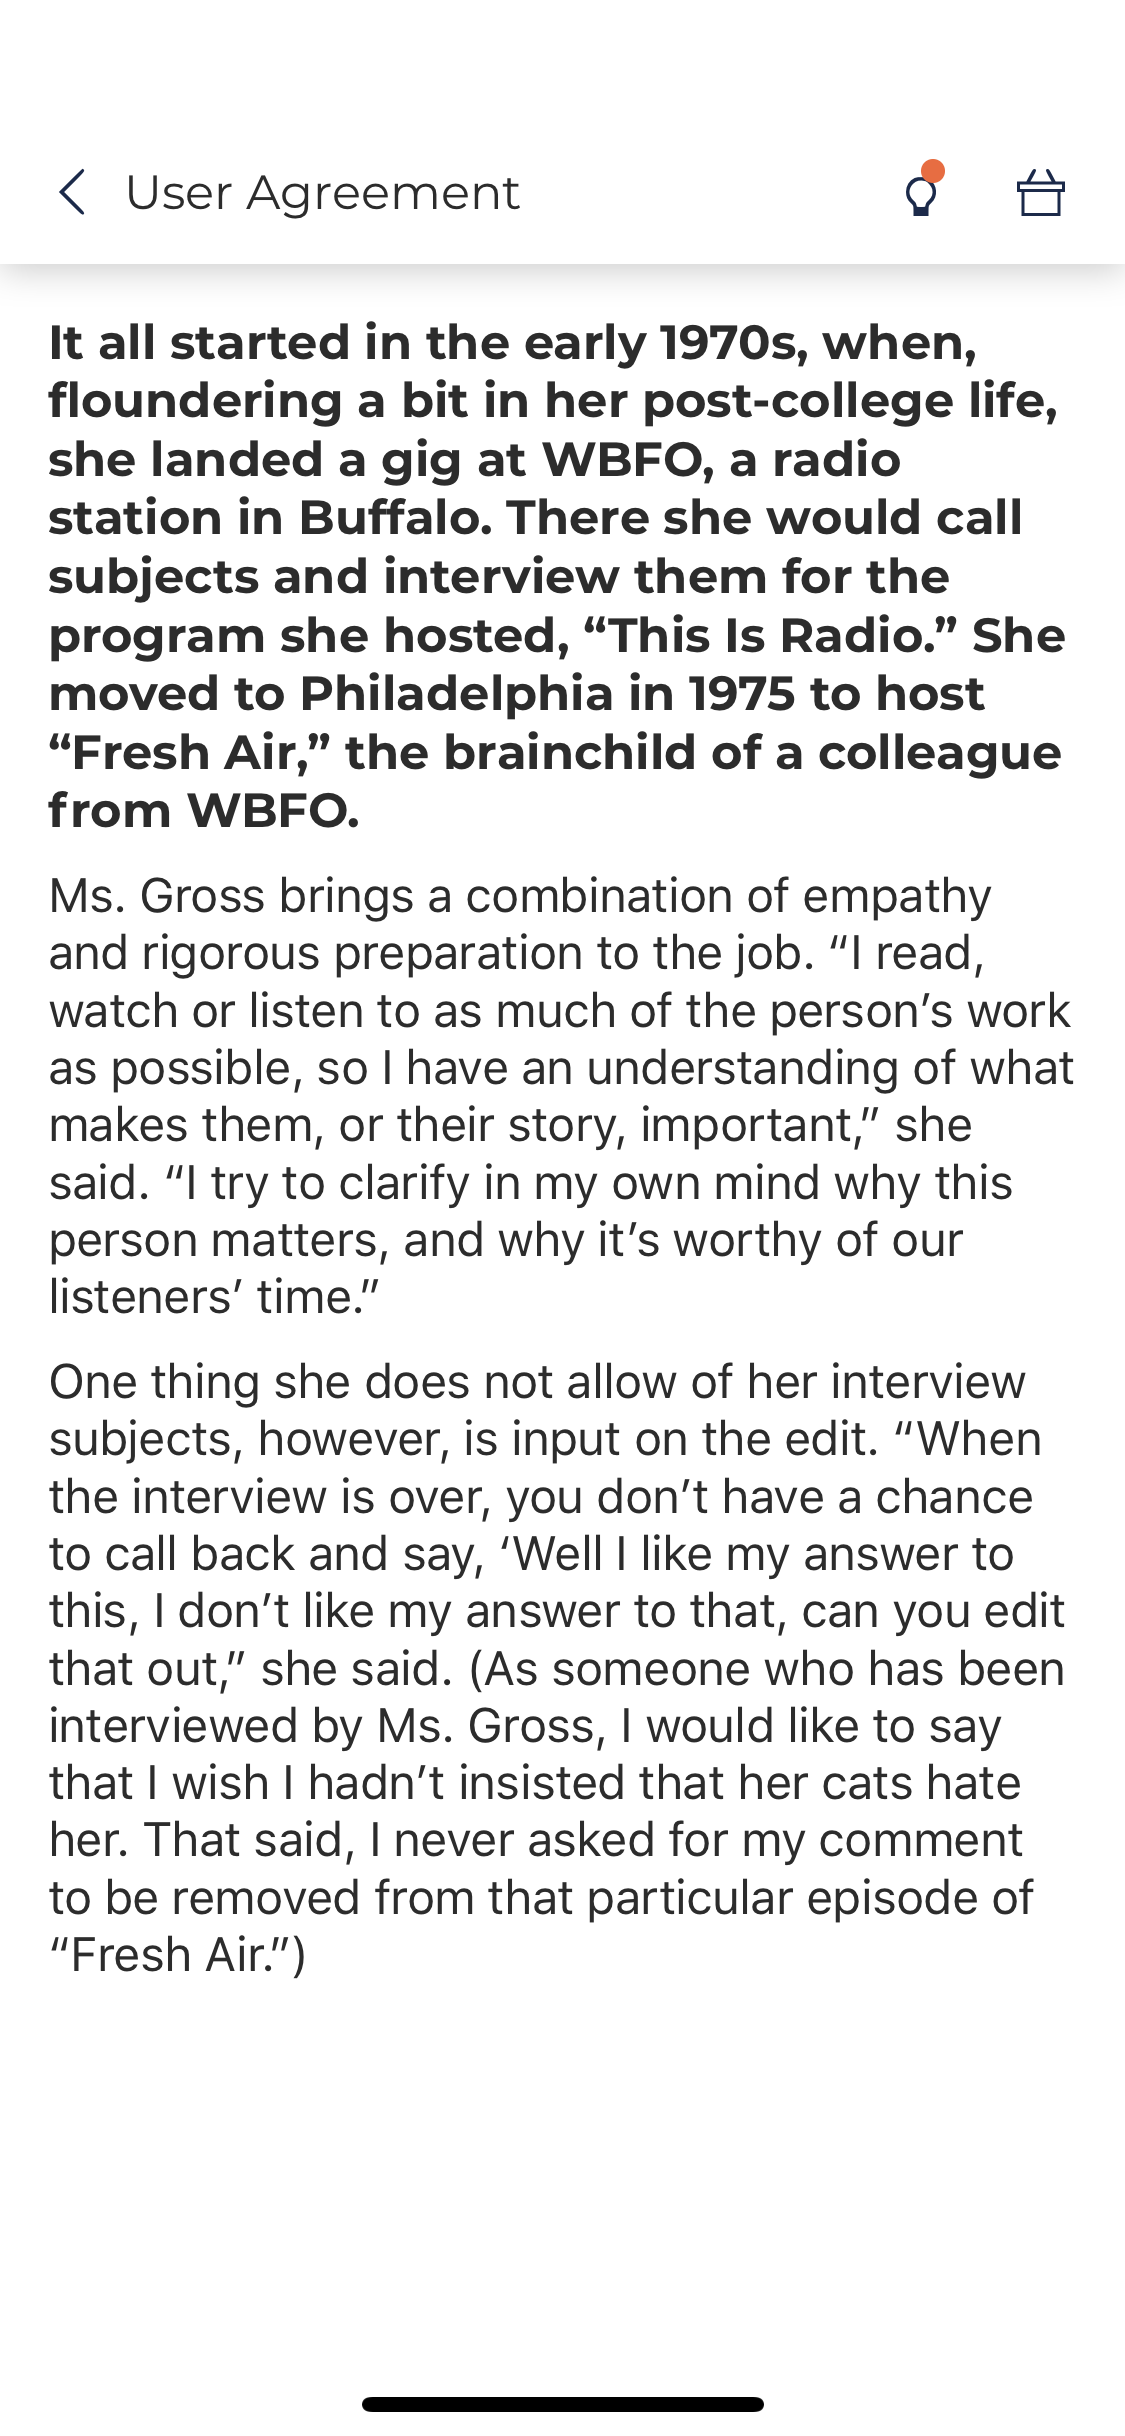 User Agreement
It all started in the early 1970s, when,
floundering a bit in her post-college life,
she landed a gig at WBFO, a radio
station in Buffalo. There she would call
subjects and interview them for the
program she hosted, “This Is Radio.” She
moved to Philadelphia in 1975 to host
“Fresh Air,” the brainchild of a colleague
from WBFO.
Ms. Gross brings a combination of empathy
and rigorous preparation to the job. “I read,
watch or listen to as much of the person’s work
as possible, so I have an understanding of what
makes them, or their story, important,” she
said. “I try to clarify in my own mind why this
person matters, and why it’s worthy of our
listeners’ time.”
One thing she does not allow of her interview
subjects, however, is input on the edit. “When
the interview is over, you don’t have a chance
to call back and say, ‘Well I like my answer to
this, I don’t like my answer to that, can you edit
that out,” she said. (As someone who has been
interviewed by Ms. Gross, I would like to say
that I wish I hadn’t insisted that her cats hate
her. That said, I never asked for my comment
to be removed from that particular episode of
“Fresh Air.”)